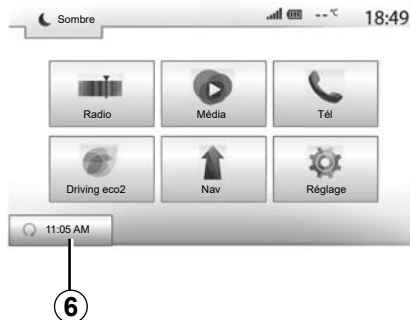 Sombre
--°C
18:49
Radio
Média
Tél
Driving eco2
Nav
Réglage
11:05 AM
6